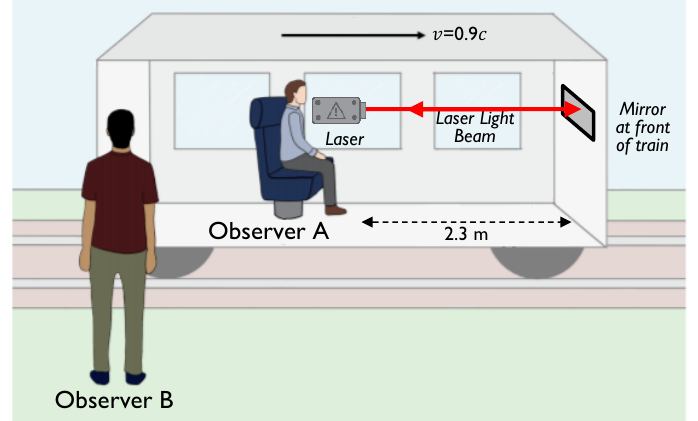 v=0.9c
Laser
Laser Light
Beam
Mirror
at front
of train
Observer A
2.3 m
Observer B